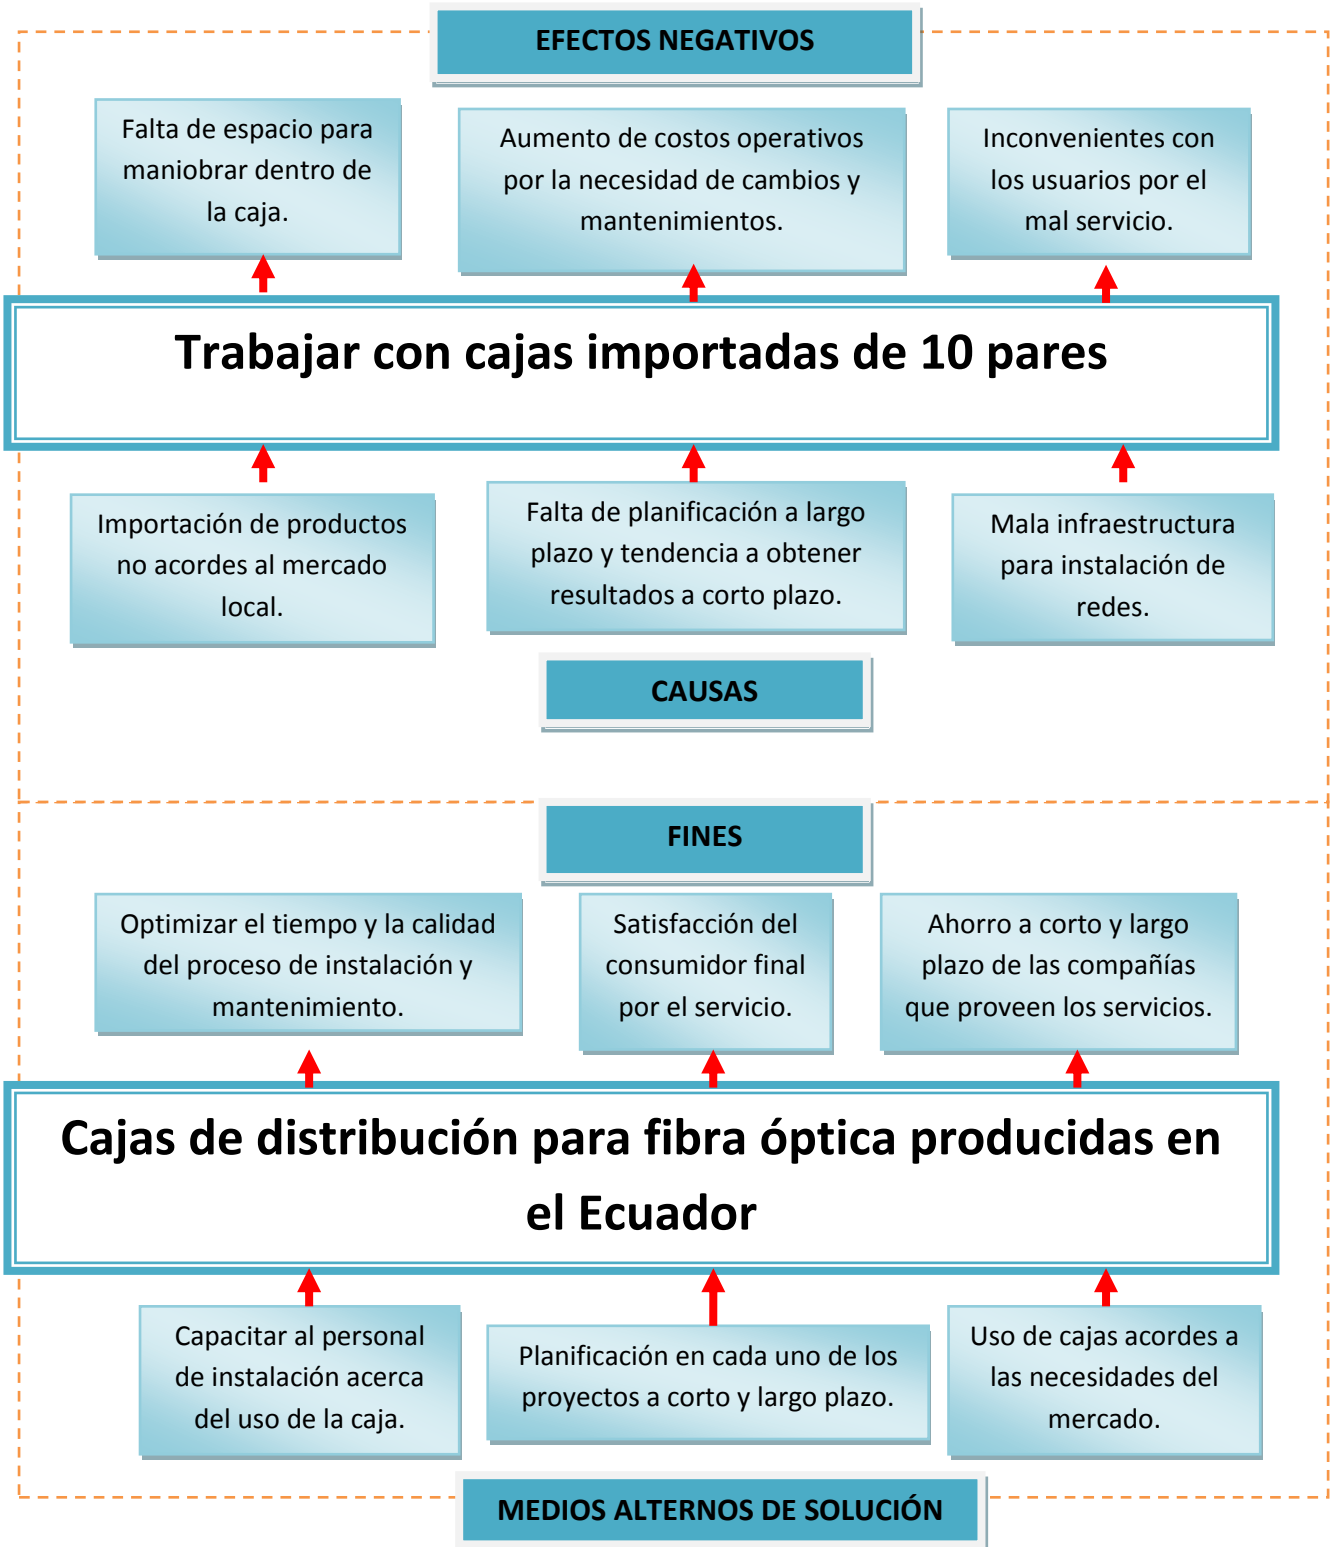 EFECTOS NEGATIVOS
Falta de espacio para
maniobrar dentro de
la caja.
Aumento de costos operativos
por la necesidad de cambios y
mantenimientos.
Inconvenientes con
los usuarios por el
mal servicio.
Trabajar con cajas importadas de 10 pares
Importación de productos
no acordes al mercado
local.
Falta de planificación a largo
plazo y tendencia a obtener
resultados a corto plazo.
Mala infraestructura
para instalación de
redes.
CAUSAS
FINES
Optimizar el tiempo y la calidad
del proceso de instalación y
mantenimiento.
Satisfacción del
consumidor final
por el servicio.
Ahorro a corto y largo
plazo de las compañías
que proveen los servicios.
Cajas de distribución para fibra óptica producidas en
el Ecuador
Capacitar al personal
de instalación acerca
del uso de la caja.
Planificación en cada uno de los
proyectos a corto y largo plazo.
Uso de cajas acordes a
las necesidades del
mercado.
MEDIOS ALTERNOS DE SOLUCIÓN